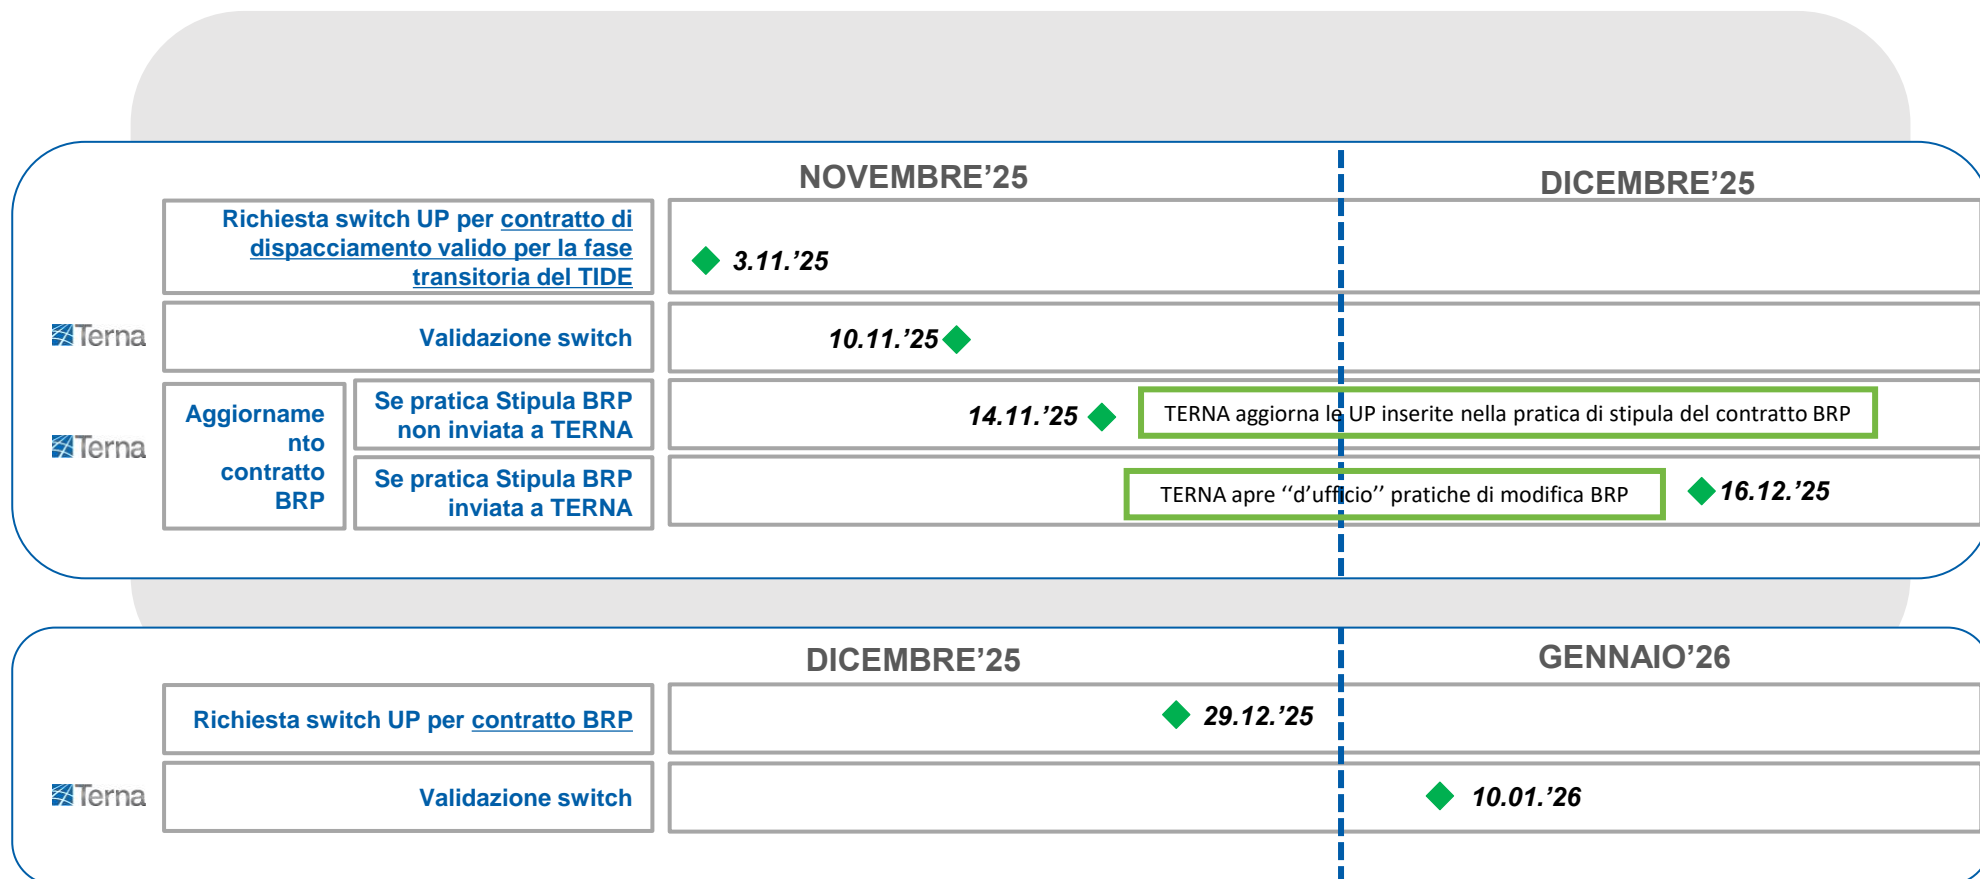 NOVEMBRE’25
DICEMBRE’25
Richiesta switch UP per contratto di
dispacciamento valido per la fase
transitoria del TIDE
3.11.’25
Terna
Validazione switch
10.11.’25
Terna
Aggiorname
nto
contratto
BRP
Se pratica Stipula BRP
non inviata a TERNA
14.11.’25
TERNA aggiorna le UP inserite nella pratica di stipula del contratto BRP
Se pratica Stipula BRP
inviata a TERNA
TERNA apre ‘‘d’ufficio’’ pratiche di modifica BRP
16.12.’25
DICEMBRE’25
GENNAIO’26
Richiesta switch UP per contratto BRP
29.12.’25
Terna
Validazione switch
10.01.’26